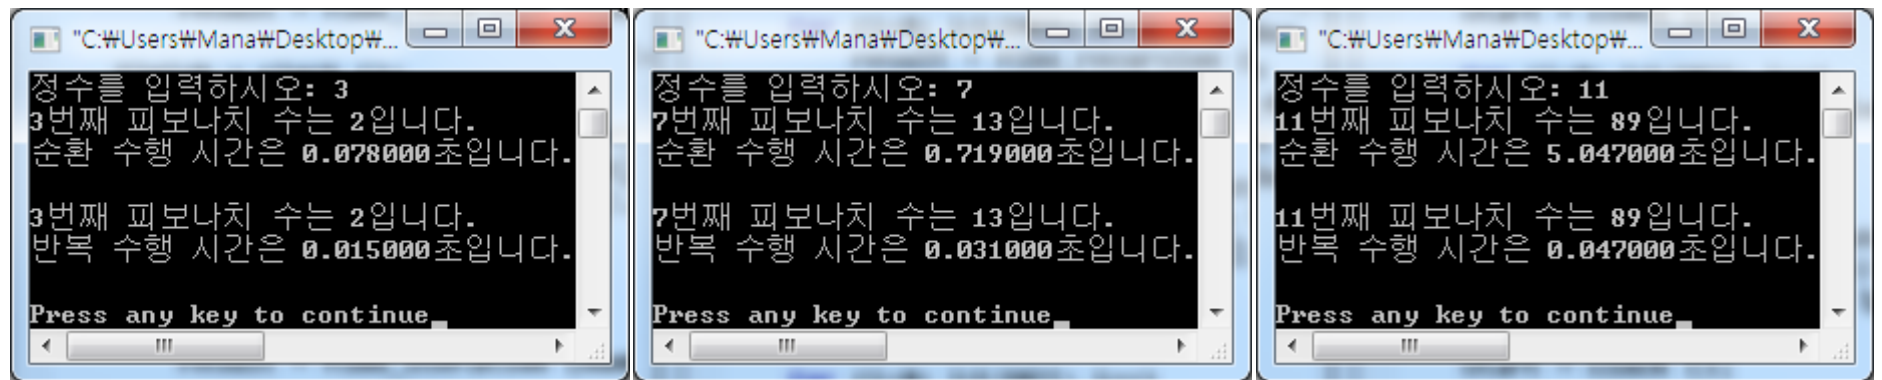 "C:₩Users₩Mana₩Desktop₩...
정수를 입력하시오: 3
3번째 피보나치 수는 2입니다.
순환 수행 시간은 0.078000초입니다.
3번째 피보나치 수는 2입니다.
반복 수행 시간은 0.015000초입니다.
Press any key to continue_
"C:₩Users₩Mana₩Desktop₩...
정수를 입력하시오: 7
7번째 피보나치 수는 13입니다.
순환 수행 시간은 0.719000초입니다.
7번째 피보나치 수는 13입니다.
반복 수행 시간은 0.031000초입니다.
Press any key to continue_
"C:₩Users₩Mana₩Desktop₩...
정수를 입력하시오: 11
11번째 피보나치 수는 89입니다.
순환 수행 시간은 5.047000초입니다.
11번째 피보나치 수는 89입니다.
반복 수행 시간은 0.047000초입니다.
Press any key to continue_